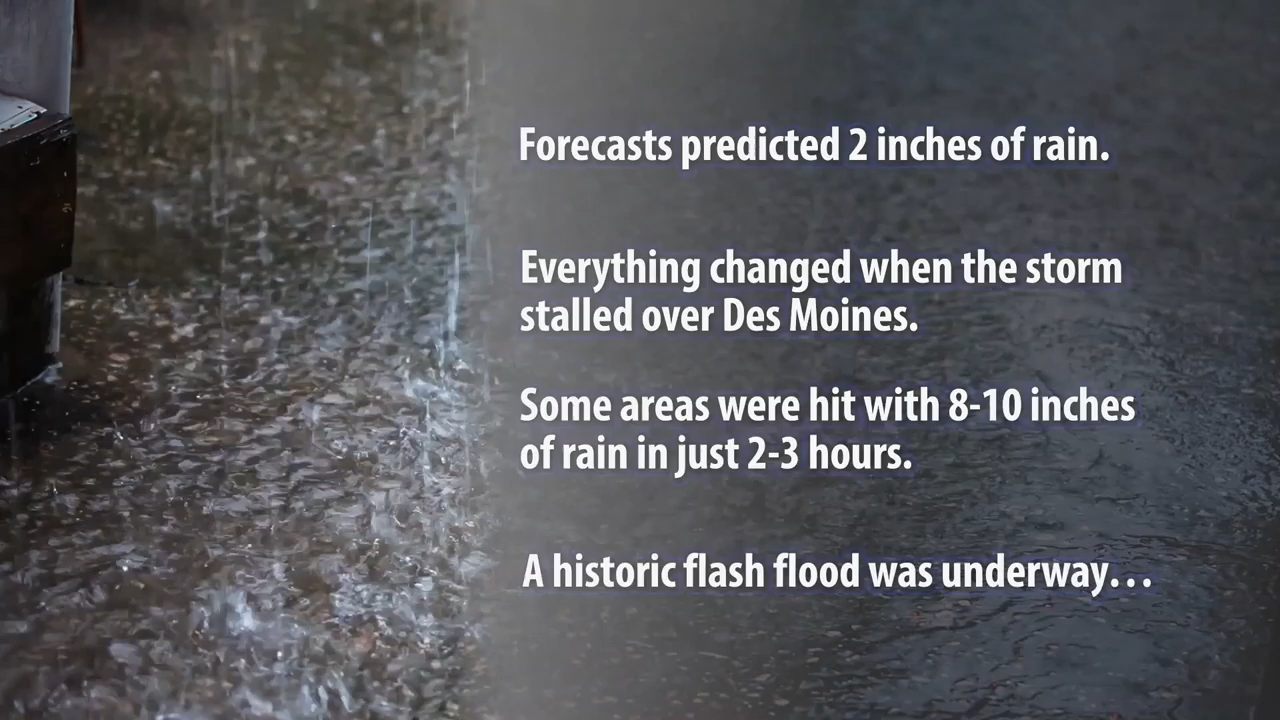 Forecasts predicted 2 inches of rain.
Everything changed when the storm
stalled over Des Moines.
Some areas were hit with 8-10 inches
of rain in just 2-3 hours.
A historic flash flood was underway…